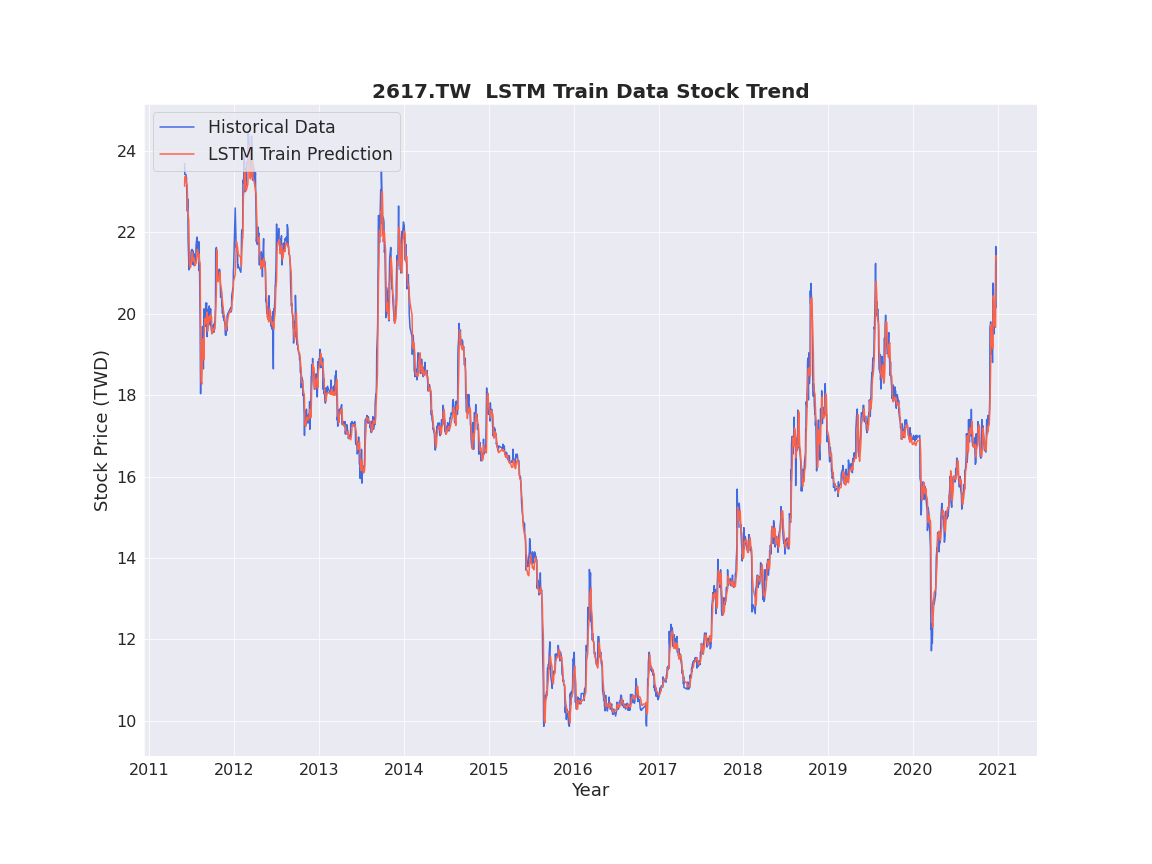 2617.TW  LSTM Train Data Stock Trend
Historical Data
LSTM Train Prediction
Stock Price (TWD)
24
22
20
18
16
14
12
10
2011 2012 2013 2014 2015 2016 2017 2018 2019 2020 2021
Year